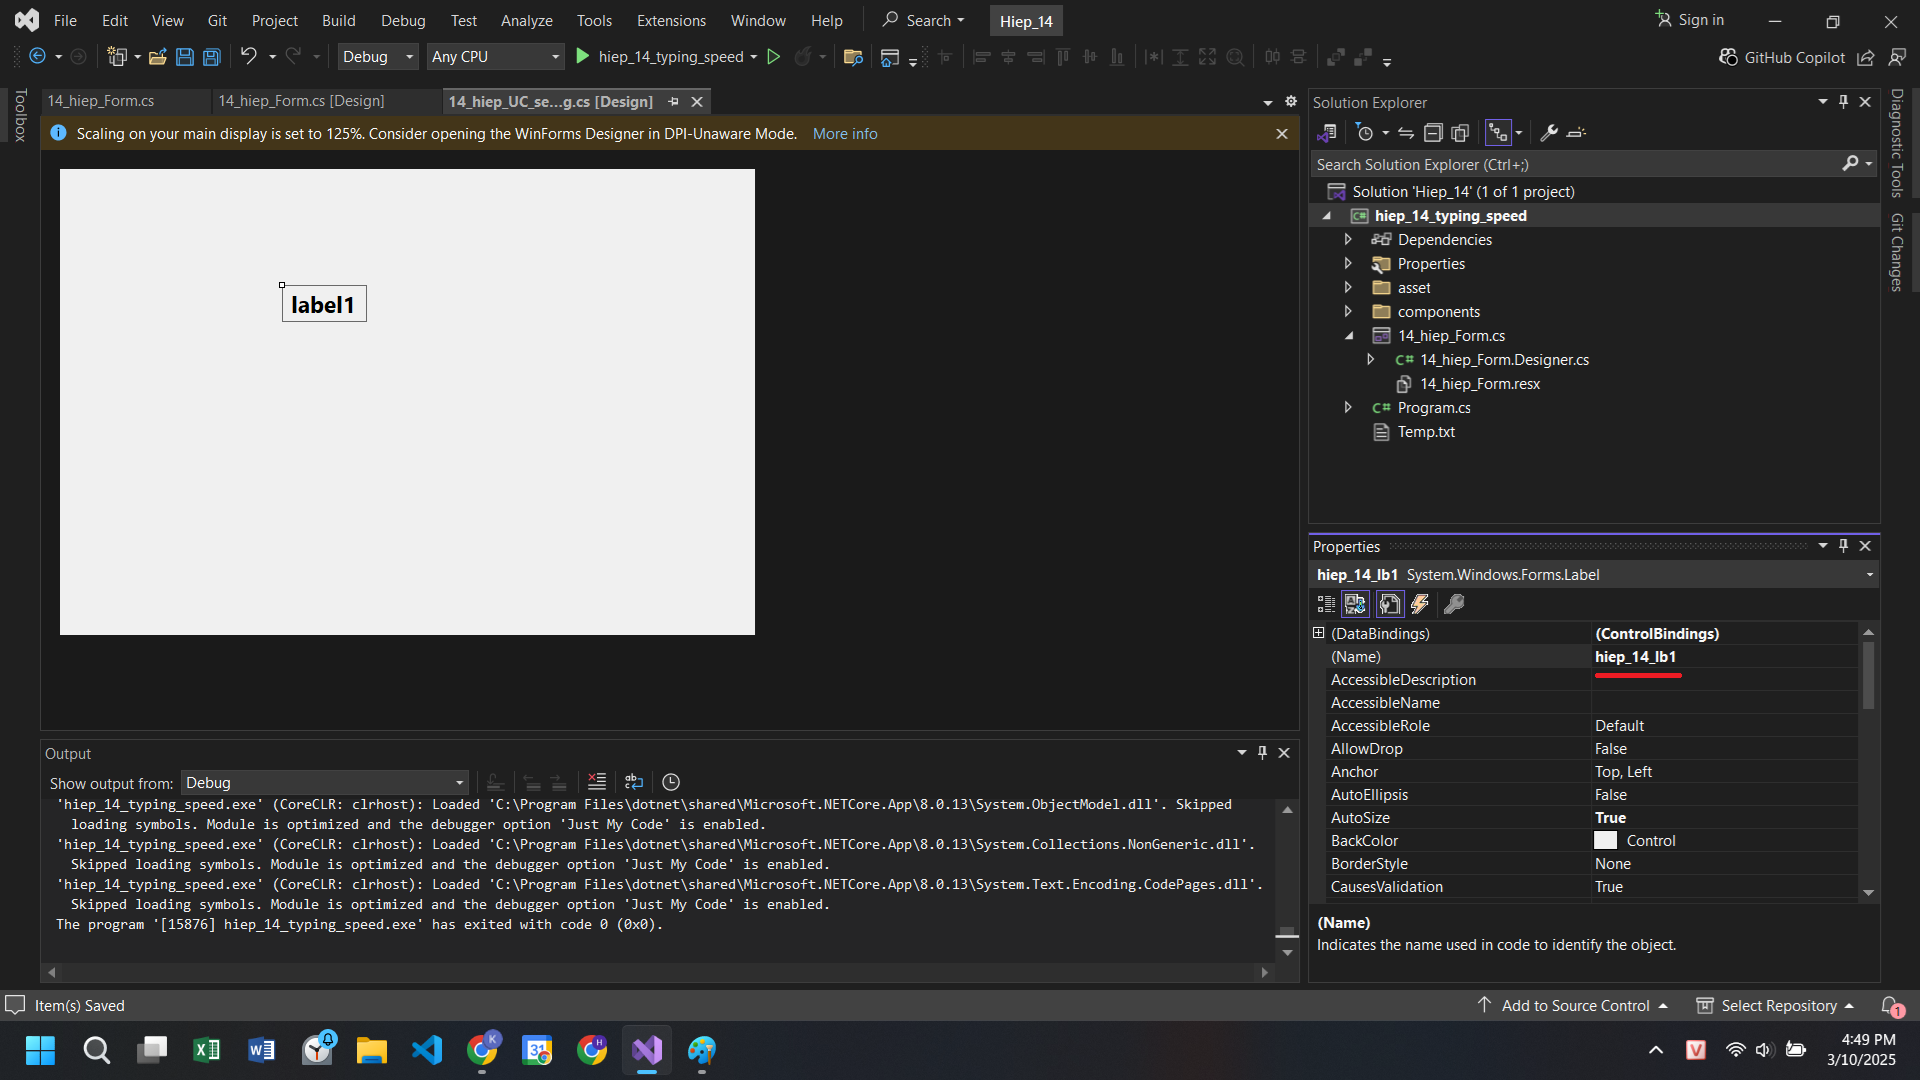 File Edit View Git Project Build Debug Test Analyze Tools Extensions Window Help Search Hiep_14 Sign in
Debug Any CPU hiep_14_typing_speed GitHub Copilot
Toolbox
14_hiep_Form.cs 14_hiep_Form.cs [Design] 14_hiep_UC_se...g.cs [Design]
Scaling on your main display is set to 125%. Consider opening the WinForms Designer in DPI-Unaware Mode. More info
label1
Solution Explorer
Search Solution Explorer (Ctrl+;)
Solution 'Hiep_14' (1 of 1 project)
hiep_14_typing_speed
Dependencies
Properties
asset
components
14_hiep_Form.cs
C# 14_hiep_Form.Designer.cs
14_hiep_Form.resx
C# Program.cs
Temp.txt
Diagnostic Tools
Git Changes
Properties
hiep_14_lb1 System.Windows.Forms.Label
(DataBindings) (ControlBindings)
(Name) hiep_14_lb1
AccessibleDescription
AccessibleName
AccessibleRole Default
AllowDrop False
Anchor Top, Left
AutoEllipsis False
AutoSize True
BackColor Control
BorderStyle None
CausesValidation True
(Name)
Indicates the name used in code to identify the object.
Output
Show output from: Debug
'hiep_14_typing_speed.exe' (CoreCLR: clrhost): Loaded 'C:\Program Files\dotnet\shared\Microsoft.NETCore.App\8.0.13\System.ObjectModel.dll'. Skipped
loading symbols. Module is optimized and the debugger option 'Just My Code' is enabled.
'hiep_14_typing_speed.exe' (CoreCLR: clrhost): Loaded 'C:\Program Files\dotnet\shared\Microsoft.NETCore.App\8.0.13\System.Collections.NonGeneric.dll'.
Skipped loading symbols. Module is optimized and the debugger option 'Just My Code' is enabled.
'hiep_14_typing_speed.exe' (CoreCLR: clrhost): Loaded 'C:\Program Files\dotnet\shared\Microsoft.NETCore.App\8.0.13\System.Text.Encoding.CodePages.dll'.
Skipped loading symbols. Module is optimized and the debugger option 'Just My Code' is enabled.
The program '[15876] hiep_14_typing_speed.exe' has exited with code 0 (0x0).
Item(s) Saved Add to Source Control Select Repository 1
K 31 H V 4:49 PM
3/10/2025